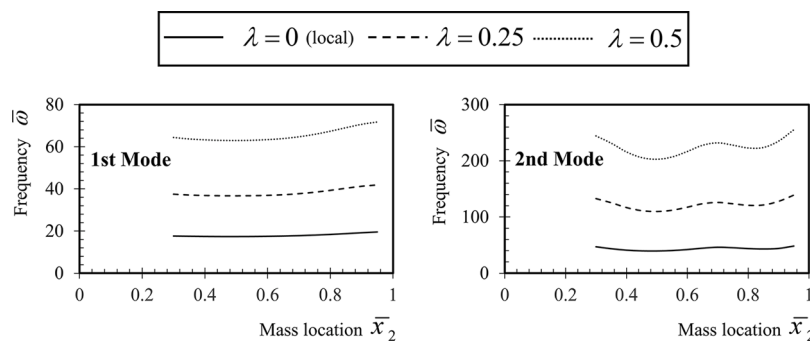 λ=0 (local) λ=0.25 λ=0.5
Frequency ω̅
80
60
40
20
0
1st Mode
0 0.2 0.4 0.6 0.8 1
Mass location x̅₂
Frequency ω̅
300
200
100
0
2nd Mode
0 0.2 0.4 0.6 0.8 1
Mass location x̅₂